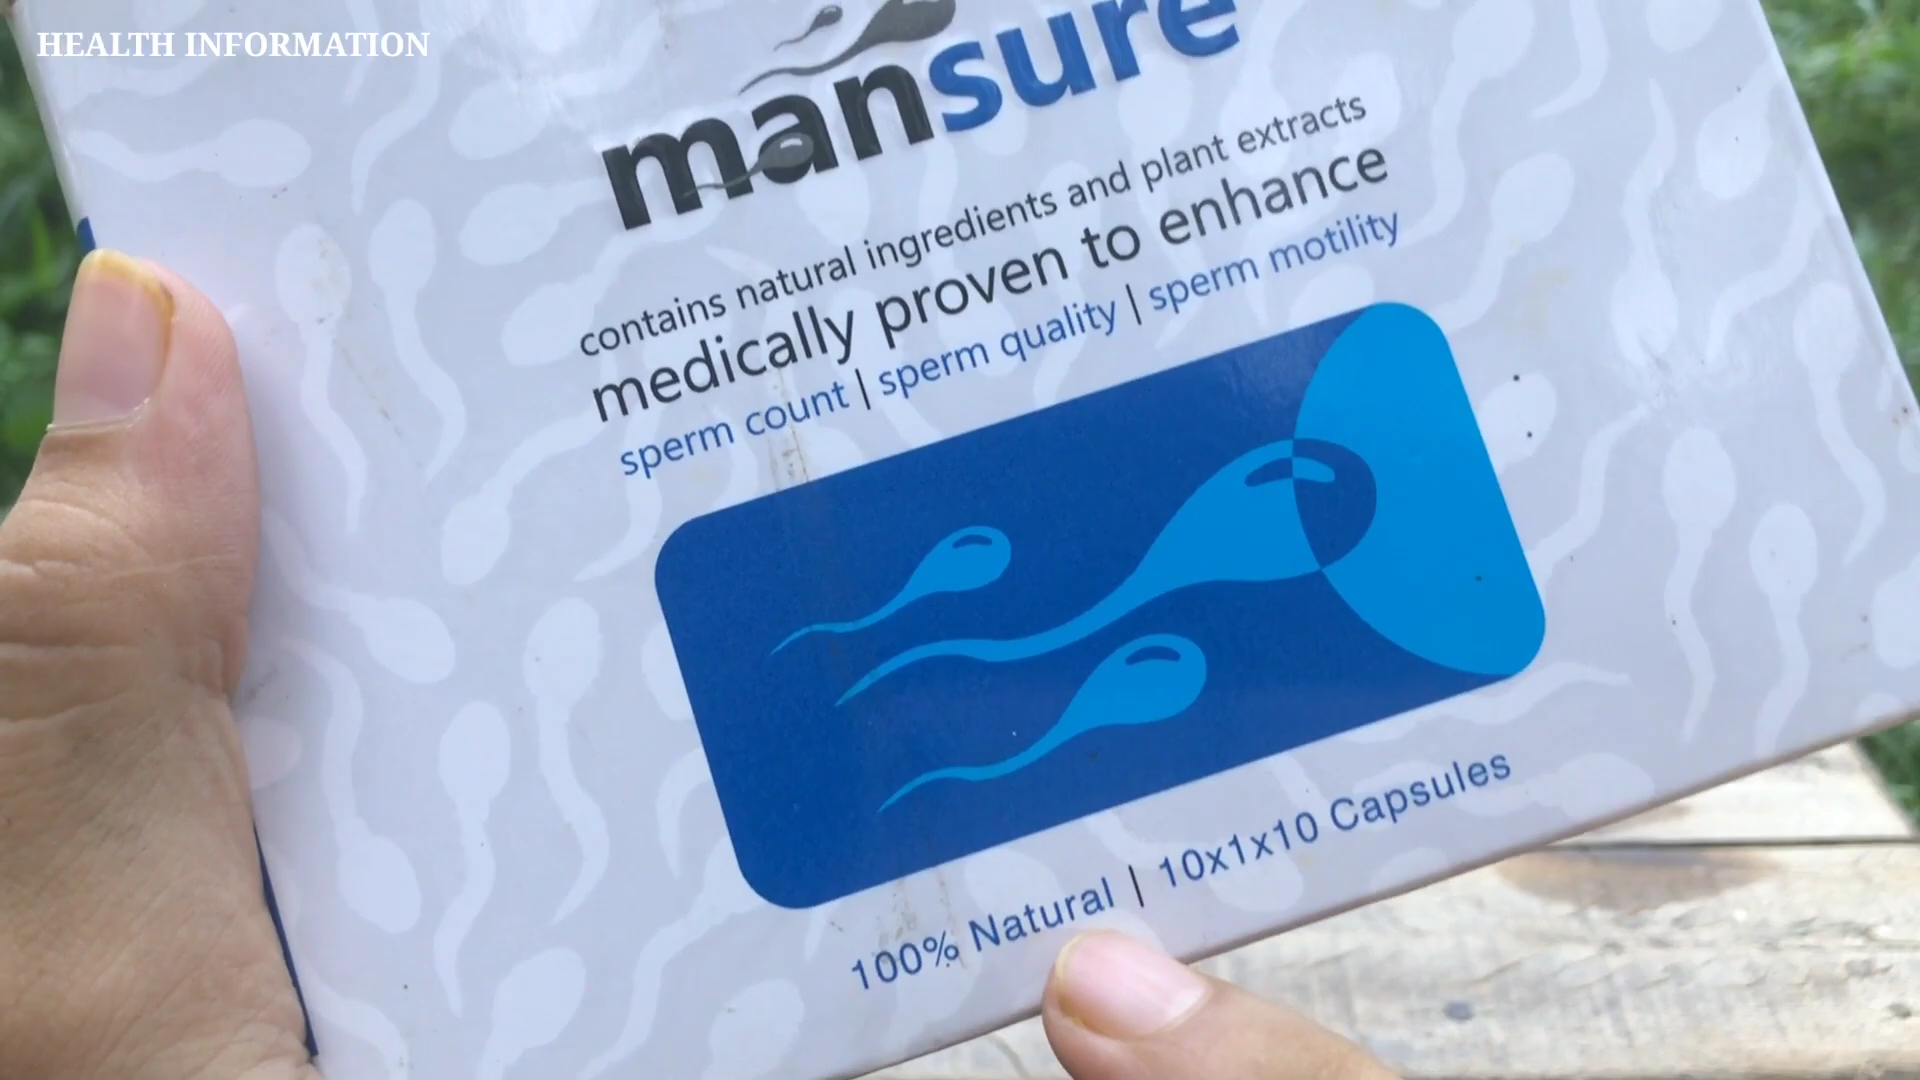 HEALTH INFORMATION
mansure
contains natural ingredients and plant extracts
medically proven to enhance
sperm count | sperm quality | sperm motility
100% Natural | 10x1x10 Capsules